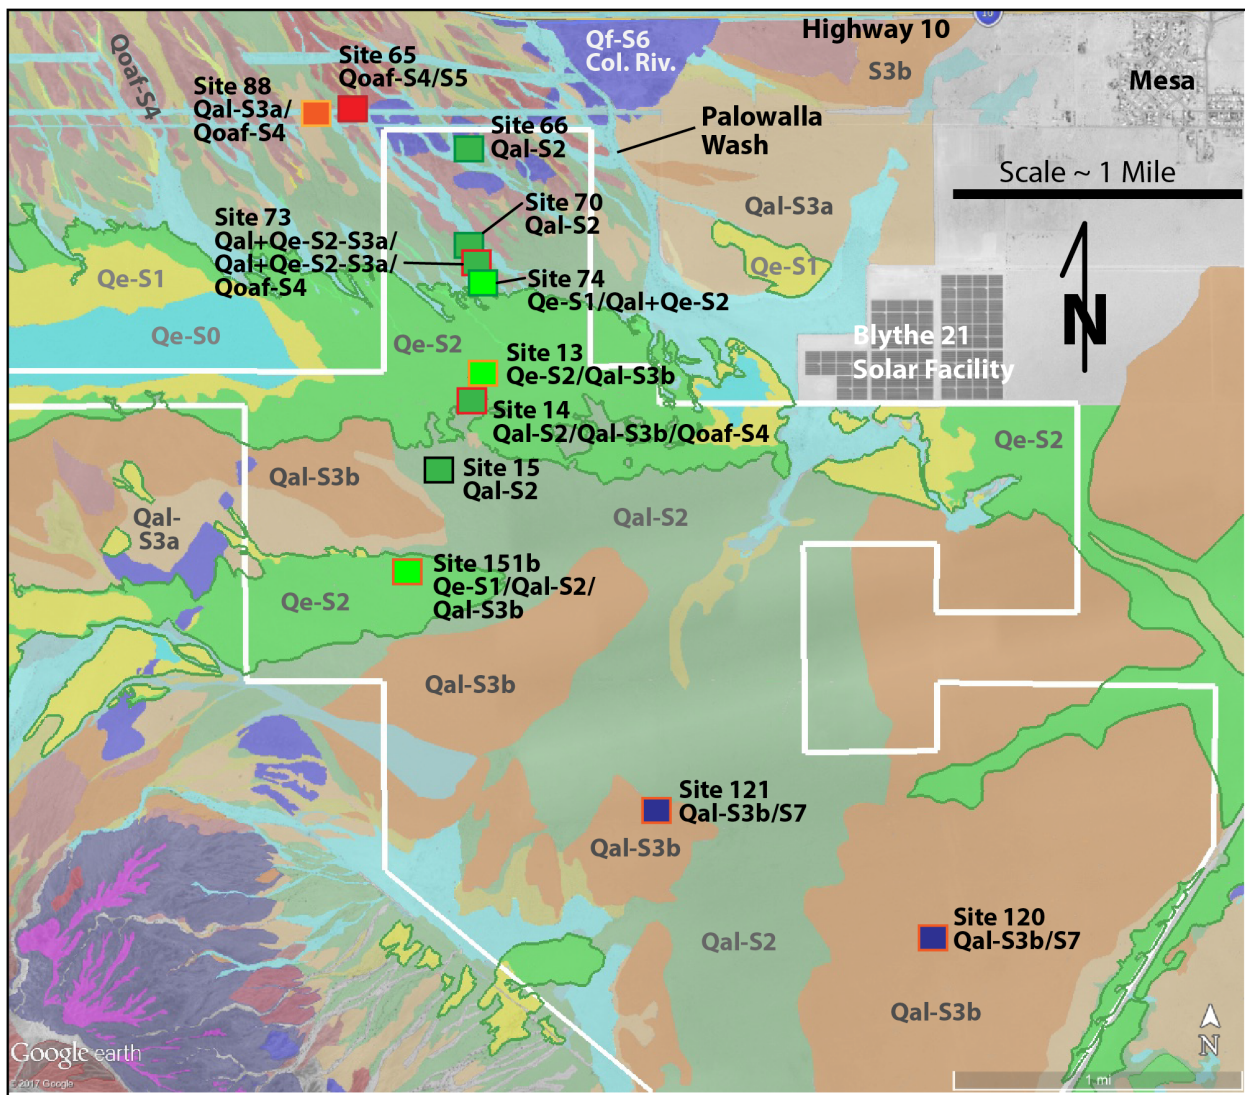 10
Highway 10
Qf-S6
Col. Riv.
S3b
Mesa
Qoaf-S4
Site 65
Qoaf-S4/S5
Site 88
Qal-S3a/
Qoaf-S4
Palowalla
Wash
Site 66
Qal-S2
Scale ~ 1 Mile
Site 70
Qal-S2
Qal-S3a
Site 73
Qal+Qe-S2-S3a/
Qal+Qe-S2-S3a/
Qoaf-S4
Qe-S1
Qe-S1
Site 74
Qe-S1/Qal+Qe-S2
N
Qe-S0
Qe-S2
Blythe 21
Solar Facility
Site 13
Qe-S2/Qal-S3b
Site 14
Qal-S2/Qal-S3b/Qoaf-S4
Qe-S2
Site 15
Qal-S2
Qal-S3b
Qal-
S3a
Qal-S2
Site 151b
Qe-S1/Qal-S2/
Qal-S3b
Qe-S2
Qal-S3b
Site 121
Qal-S3b/S7
Qal-S3b
Site 120
Qal-S3b/S7
Qal-S2
Qal-S3b
N
Google earth
© 2017 Google
1 mi